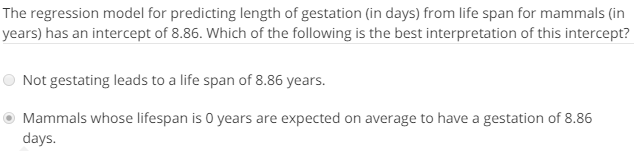 The regression model for predicting length of gestation (in days) from life span for mammals (in
years) has an intercept of 8.86. Which of the following is the best interpretation of this intercept?
Not gestating leads to a life span of 8.86 years.
Mammals whose lifespan is 0 years are expected on average to have a gestation of 8.86
days.